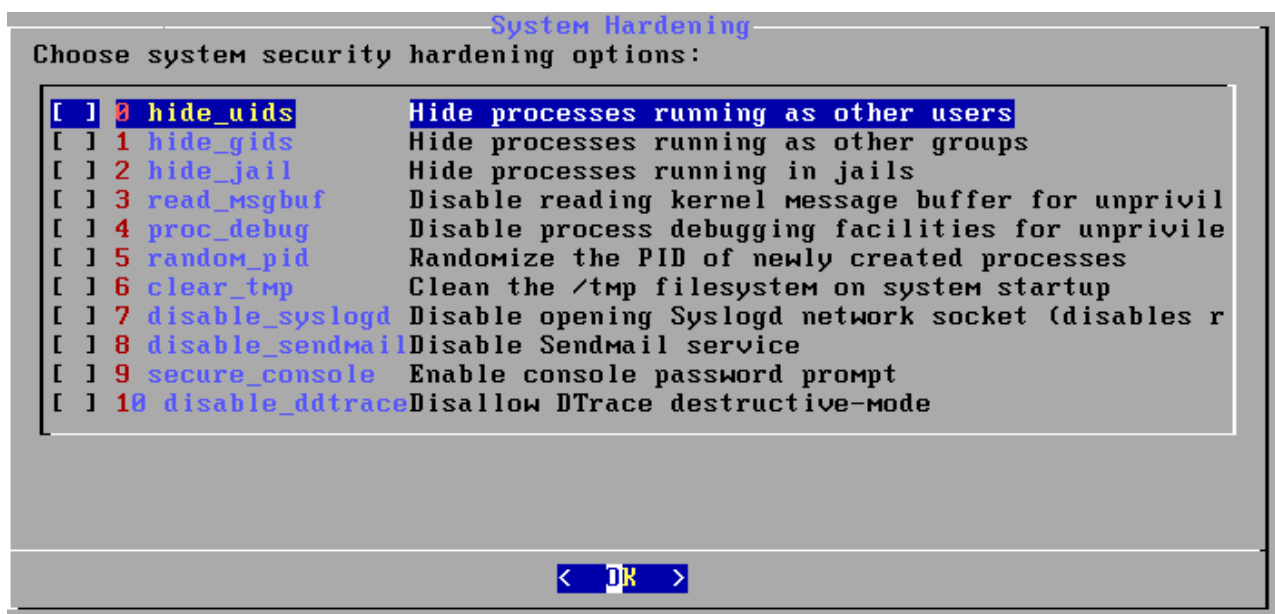 System Hardening
Choose system security hardening options:
[ ] 0 hide_uids Hide processes running as other users
[ ] 1 hide_gids Hide processes running as other groups
[ ] 2 hide_jail Hide processes running in jails
[ ] 3 read_msgbuf Disable reading kernel message buffer for unprivil
[ ] 4 proc_debug Disable process debugging facilities for unprivile
[ ] 5 random_pid Randomize the PID of newly created processes
[ ] 6 clear_tmp Clean the /tmp filesystem on system startup
[ ] 7 disable_syslogd Disable opening Syslogd network socket (disables r
[ ] 8 disable_sendmailDisable Sendmail service
[ ] 9 secure_console Enable console password prompt
[ ] 10 disable_ddtraceDisallow DTrace destructive-mode
< OK >